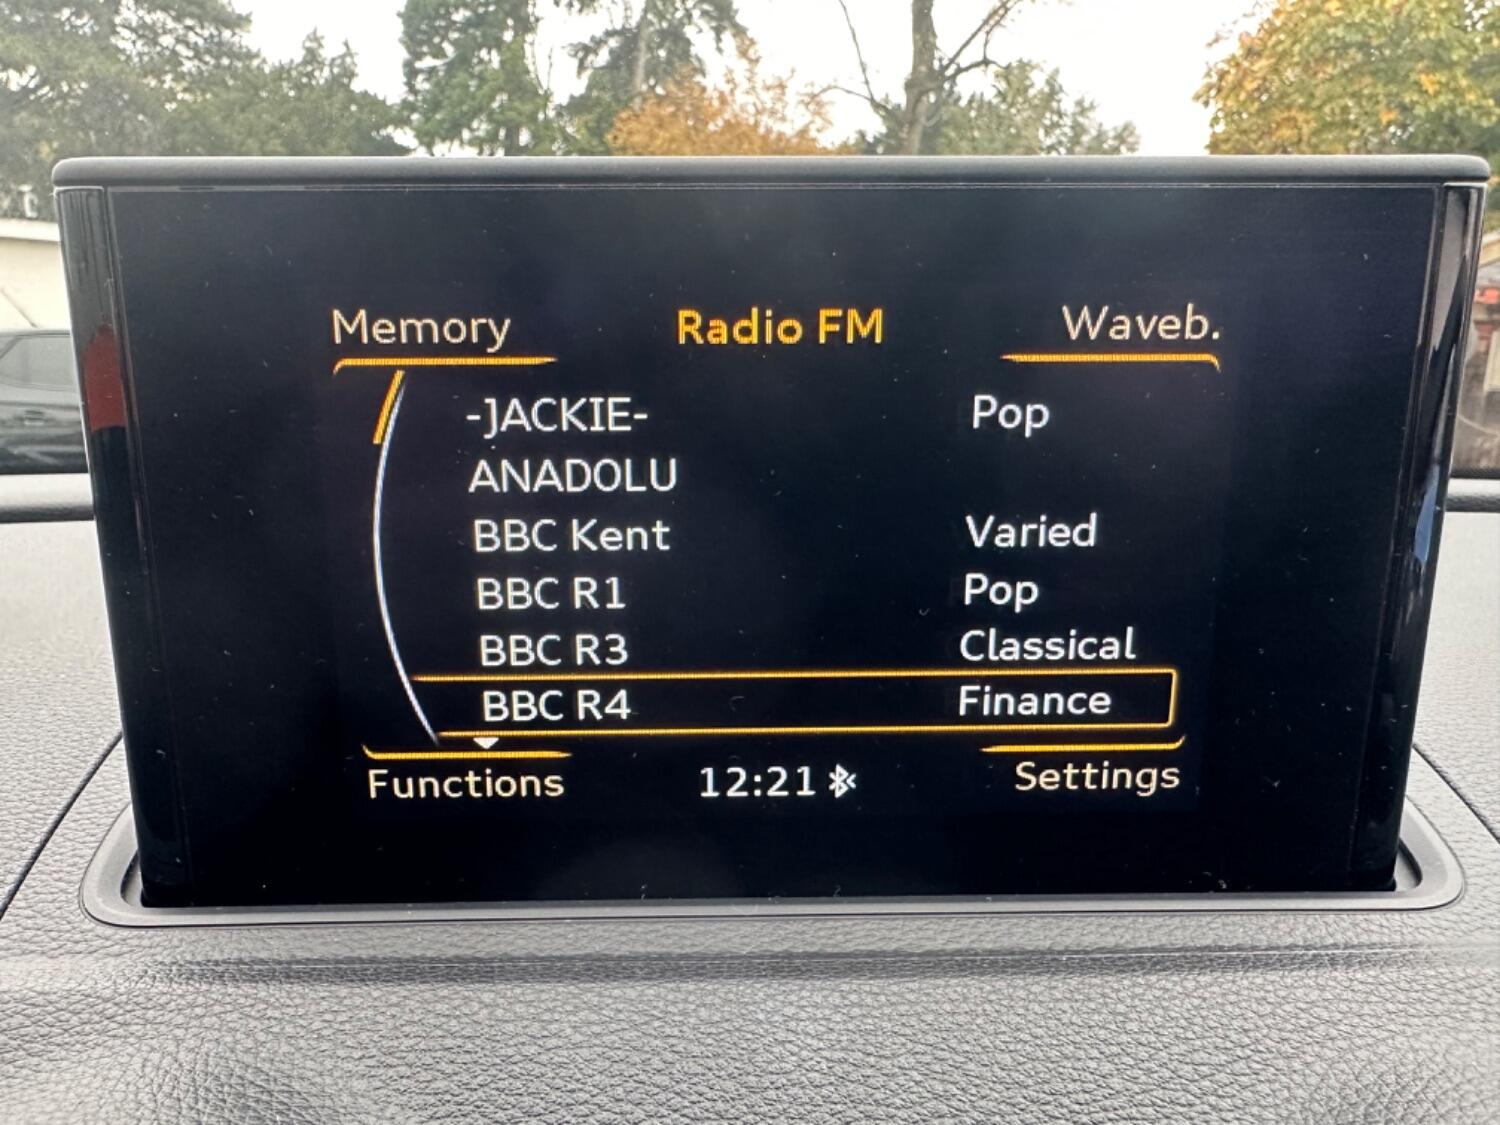 Memory Radio FM Waveb.
-JACKIE- Pop
ANADOLU
BBC Kent Varied
BBC R1 Pop
BBC R3 Classical
BBC R4 Finance
Functions 12:21 Settings